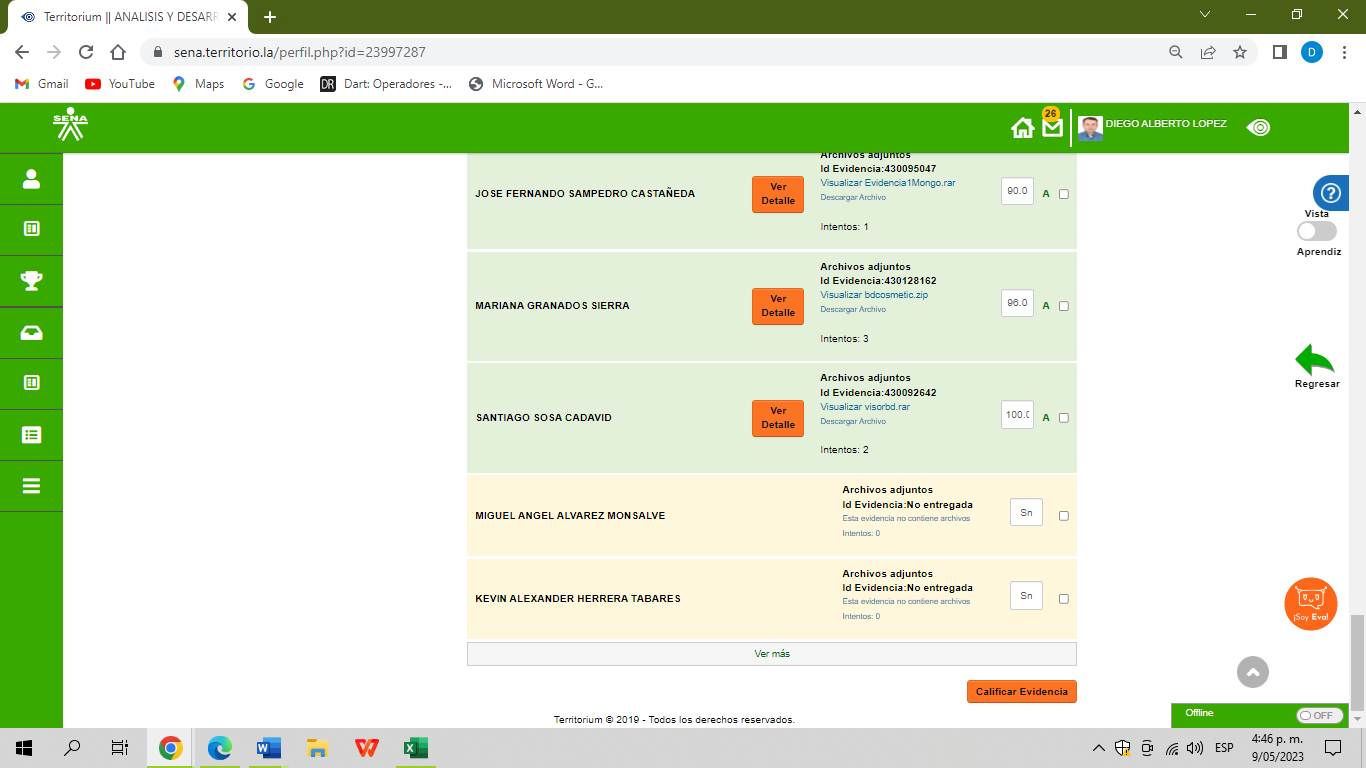 Territorium || ANALISIS Y DESARR
sena.territorio.la/perfil.php?id=23997287
D
Gmail
YouTube
Maps
Google
DR Dart: Operadores -...
Microsoft Word - G...
SENA
26
DIEGO ALBERTO LOPEZ
Archivos adjuntos
Id Evidencia:430095047
Visualizar Evidencia1Mongo.rar
Descargar Archivo
Intentos: 1
JOSE FERNANDO SAMPEDRO CASTAÑEDA
Ver
Detalle
90.0
A
Vista
Aprendiz
MARIANA GRANADOS SIERRA
Ver
Detalle
Archivos adjuntos
Id Evidencia:430128162
Visualizar bdcosmetic.zip
Descargar Archivo
Intentos: 3
96.0
A
Regresar
SANTIAGO SOSA CADAVID
Ver
Detalle
Archivos adjuntos
Id Evidencia:430092642
Visualizar visorbd.rar
Descargar Archivo
Intentos: 2
100.0
A
MIGUEL ANGEL ALVAREZ MONSALVE
Archivos adjuntos
Id Evidencia:No entregada
Esta evidencia no contiene archivos
Intentos: 0
Sn
KEVIN ALEXANDER HERRERA TABARES
Archivos adjuntos
Id Evidencia:No entregada
Esta evidencia no contiene archivos
Intentos: 0
Sn
¡Soy Eva!
Ver más
Calificar Evidencia
Territorium © 2019 - Todos los derechos reservados.
Offline
OFF
ESP
4:46 p. m.
9/05/2023